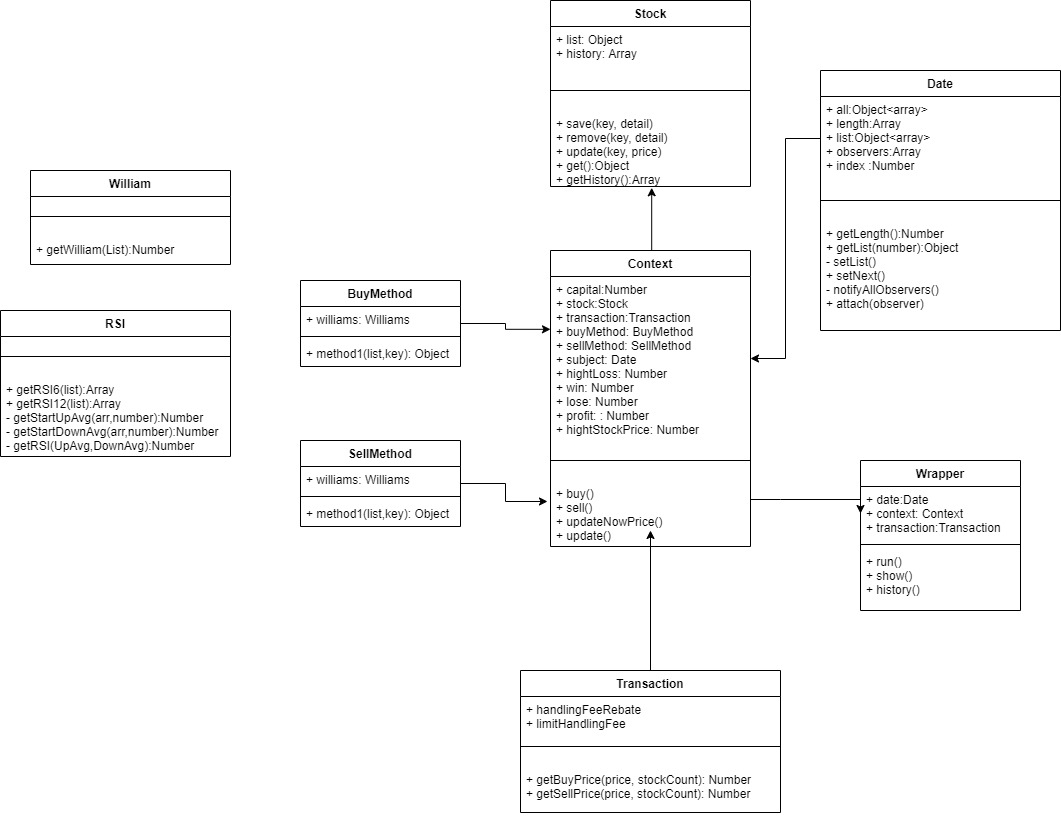 Stock
+ list: Object
+ history: Array
+ save(key, detail)
+ remove(key, detail)
+ update(key, price)
+ get():Object
+ getHistory():Array
Date
+ all:Object<array>
+ length:Array
+ list:Object<array>
+ observers:Array
+ index :Number
+ getLength():Number
+ getList(number):Object
- setList()
+ setNext()
- notifyAllObservers()
+ attach(observer)
William
+ getWilliam(List):Number
RSI
+ getRSI6(list):Array
+ getRSI12(list):Array
- getStartUpAvg(arr,number):Number
- getStartDownAvg(arr,number):Number
- getRSI(UpAvg,DownAvg):Number
BuyMethod
+ williams: Williams
+ method1(list,key): Object
SellMethod
+ williams: Williams
+ method1(list,key): Object
Context
+ capital:Number
+ stock:Stock
+ transaction:Transaction
+ buyMethod: BuyMethod
+ sellMethod: SellMethod
+ subject: Date
+ hightLoss: Number
+ win: Number
+ lose: Number
+ profit: : Number
+ hightStockPrice: Number
+ buy()
+ sell()
+ updateNowPrice()
+ update()
Wrapper
+ date:Date
+ context: Context
+ transaction:Transaction
+ run()
+ show()
+ history()
Transaction
+ handlingFeeRebate
+ limitHandlingFee
+ getBuyPrice(price, stockCount): Number
+ getSellPrice(price, stockCount): Number